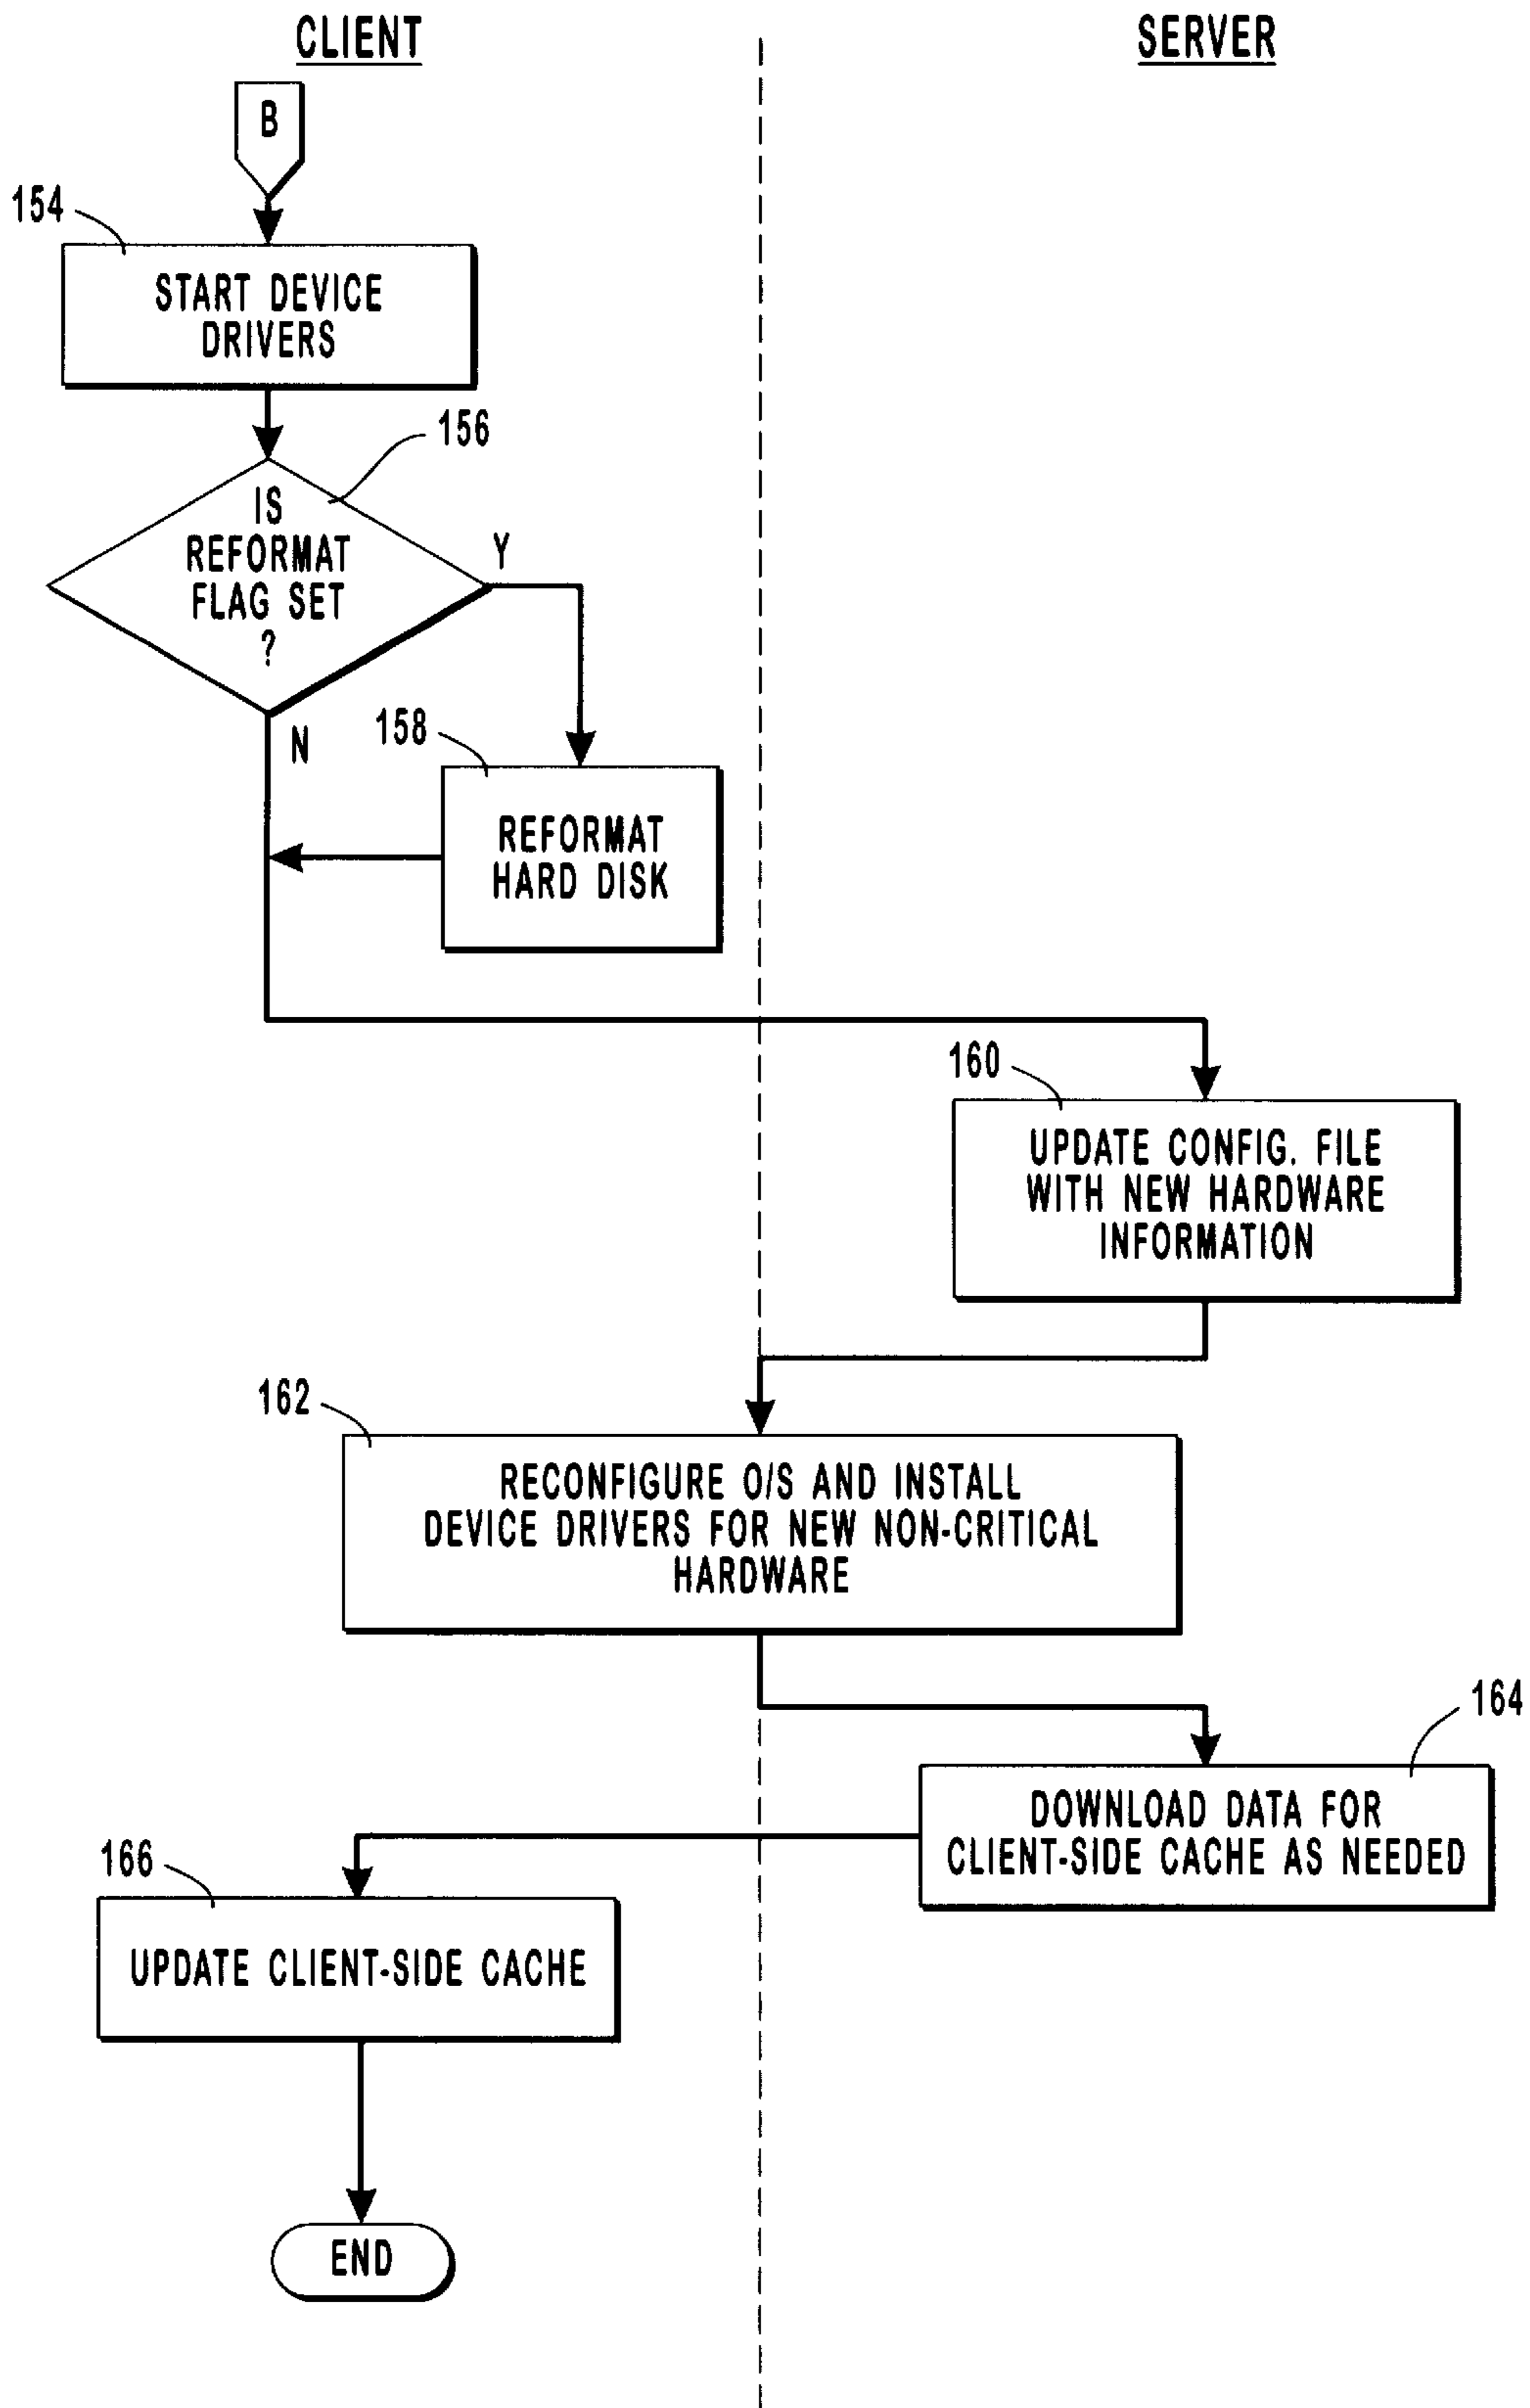 CLIENT
SERVER
B
154
START DEVICE
DRIVERS
156
IS
REFORMAT
FLAG SET
?
Y
N
158
REFORMAT
HARD DISK
160
UPDATE CONFIG. FILE
WITH NEW HARDWARE
INFORMATION
162
RECONFIGURE O/S AND INSTALL
DEVICE DRIVERS FOR NEW NON-CRITICAL
HARDWARE
164
DOWNLOAD DATA FOR
CLIENT-SIDE CACHE AS NEEDED
166
UPDATE CLIENT-SIDE CACHE
END